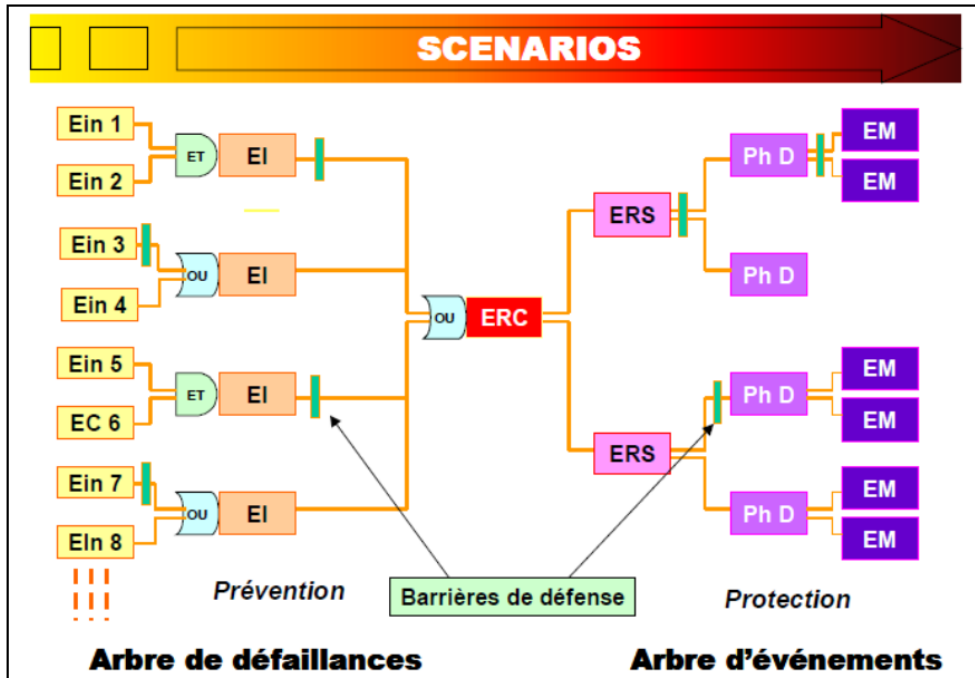 SCENARIOS
Ein 1
Ein 2
ET
EI
Ein 3
Ein 4
OU
EI
Ein 5
EC 6
ET
EI
Ein 7
EIn 8
OU
EI
OU
ERC
ERS
ERS
Ph D
Ph D
Ph D
Ph D
EM
EM
EM
EM
EM
EM
Prévention
Barrières de défense
Protection
Arbre de défaillances
Arbre d'événements